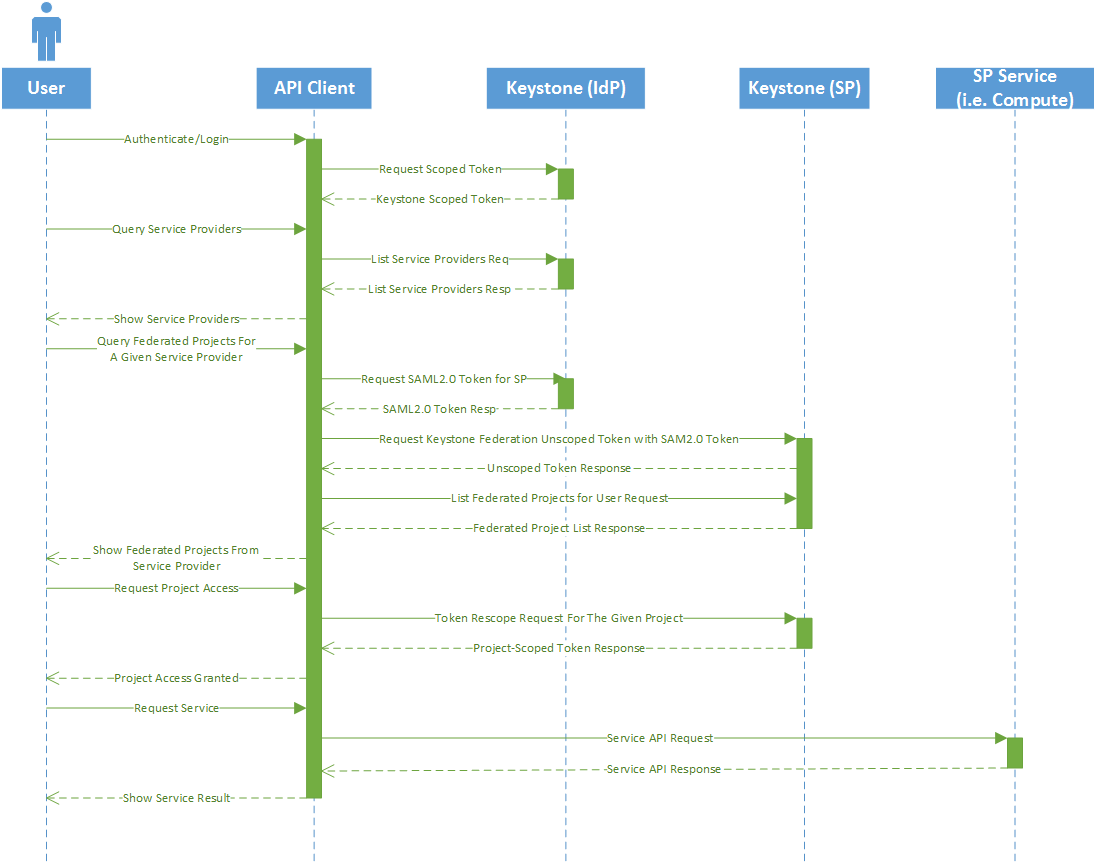 User
API Client
Keystone (IdP)
Keystone (SP)
SP Service
(i.e. Compute)
Authenticate/Login
Request Scoped Token
Keystone Scoped Token
Query Service Providers
List Service Providers Req
List Service Providers Resp
Show Service Providers
Query Federated Projects For
A Given Service Provider
Request SAML2.0 Token for SP
SAML2.0 Token Resp
Request Keystone Federation Unscoped Token with SAM2.0 Token
Unscoped Token Response
List Federated Projects for User Request
Federated Project List Response
Show Federated Projects From
Service Provider
Request Project Access
Token Rescope Request For The Given Project
Project-Scoped Token Response
Project Access Granted
Request Service
Service API Request
Service API Response
Show Service Result